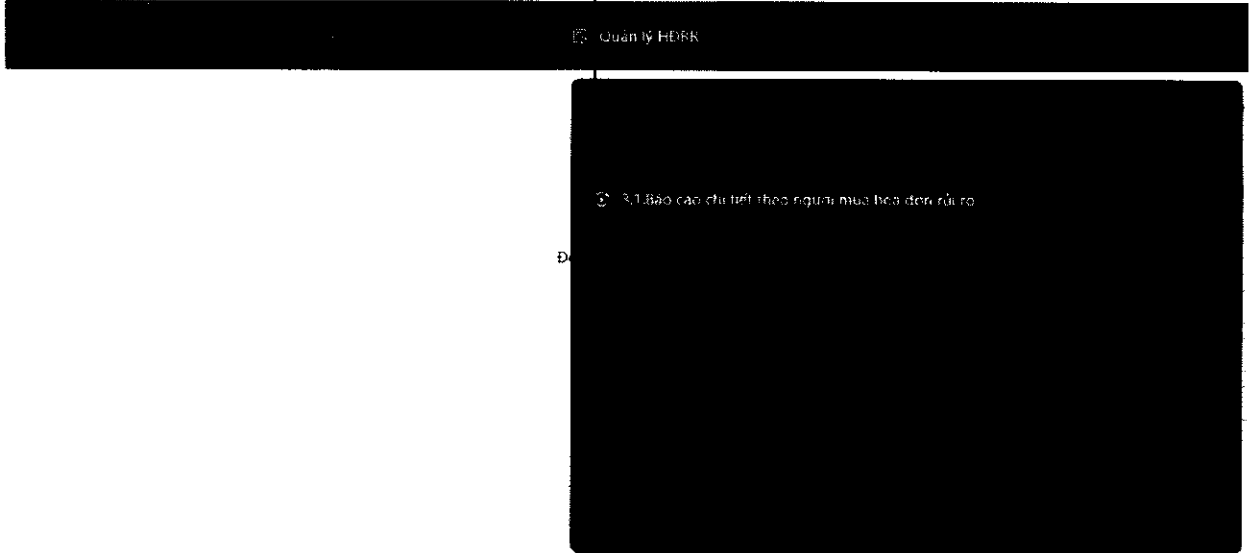 Quản lý HĐRR
3.1.Báo cáo chi tiết theo người mua hóa đơn rủi ro